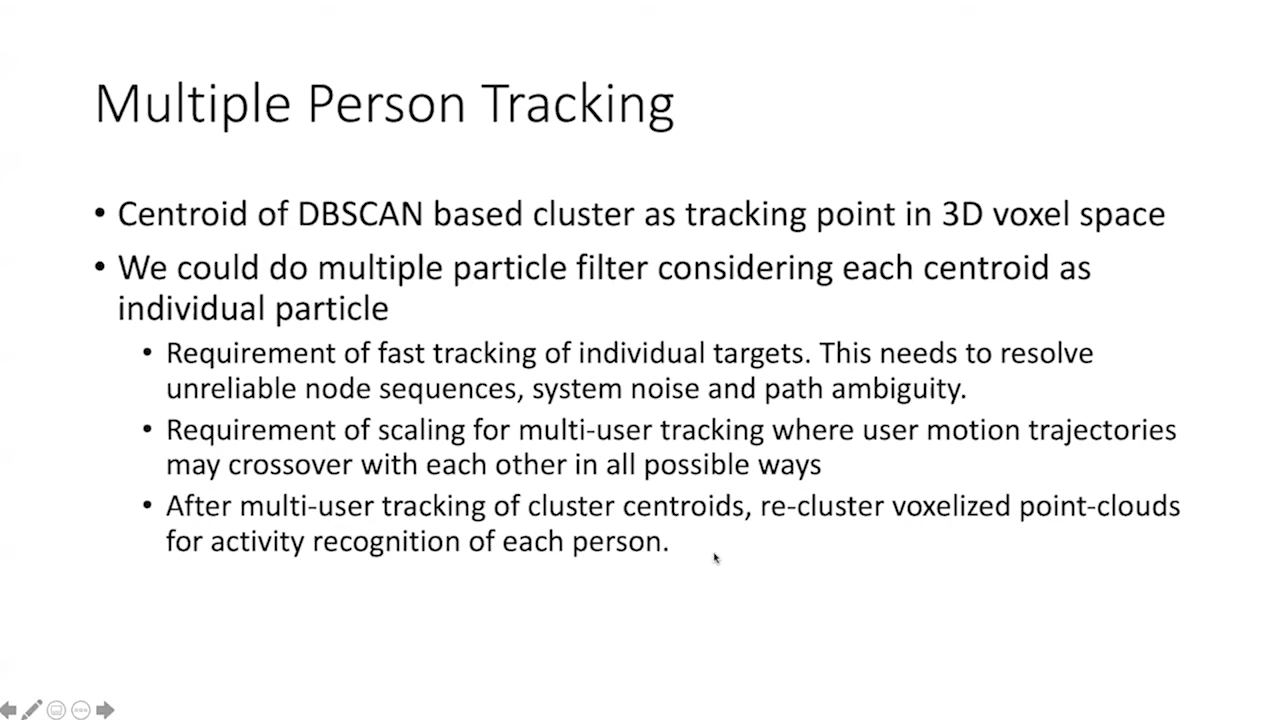 Multiple Person Tracking
• Centroid of DBSCAN based cluster as tracking point in 3D voxel space
• We could do multiple particle filter considering each centroid as
individual particle
• Requirement of fast tracking of individual targets. This needs to resolve
unreliable node sequences, system noise and path ambiguity.
• Requirement of scaling for multi-user tracking where user motion trajectories
may crossover with each other in all possible ways
• After multi-user tracking of cluster centroids, re-cluster voxelized point-clouds
for activity recognition of each person.